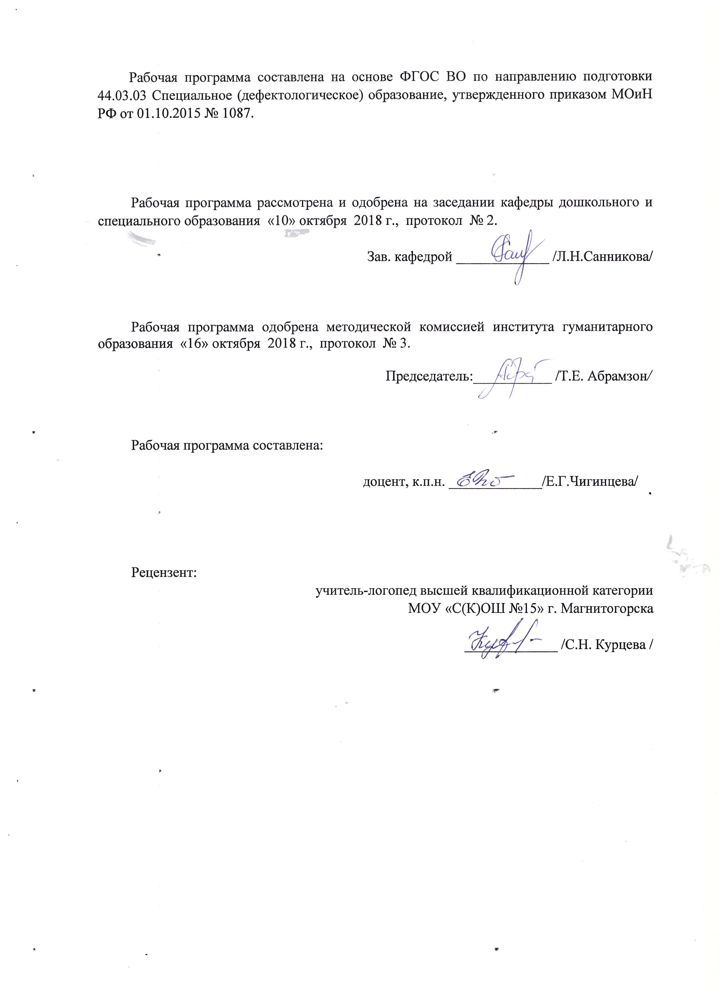 Рабочая программа составлена на основе ФГОС ВО по направлению подготовки
44.03.03 Специальное (дефектологическое) образование, утвержденного приказом МОиН
РФ от 01.10.2015 № 1087.
Рабочая программа рассмотрена и одобрена на заседании кафедры дошкольного и
специального образования «10» октября 2018 г., протокол № 2.
Зав. кафедрой _____________ /Л.Н.Санникова/
Рабочая программа одобрена методической комиссией института гуманитарного
образования «16» октября 2018 г., протокол № 3.
Председатель:___________ /Т.Е. Абрамзон/
Рабочая программа составлена:
доцент, к.п.н. _____________/Е.Г.Чигинцева/
Рецензент:
учитель-логопед высшей квалификационной категории
МОУ «С(К)ОШ №15» г. Магнитогорска
_____________ /С.Н. Курцева /